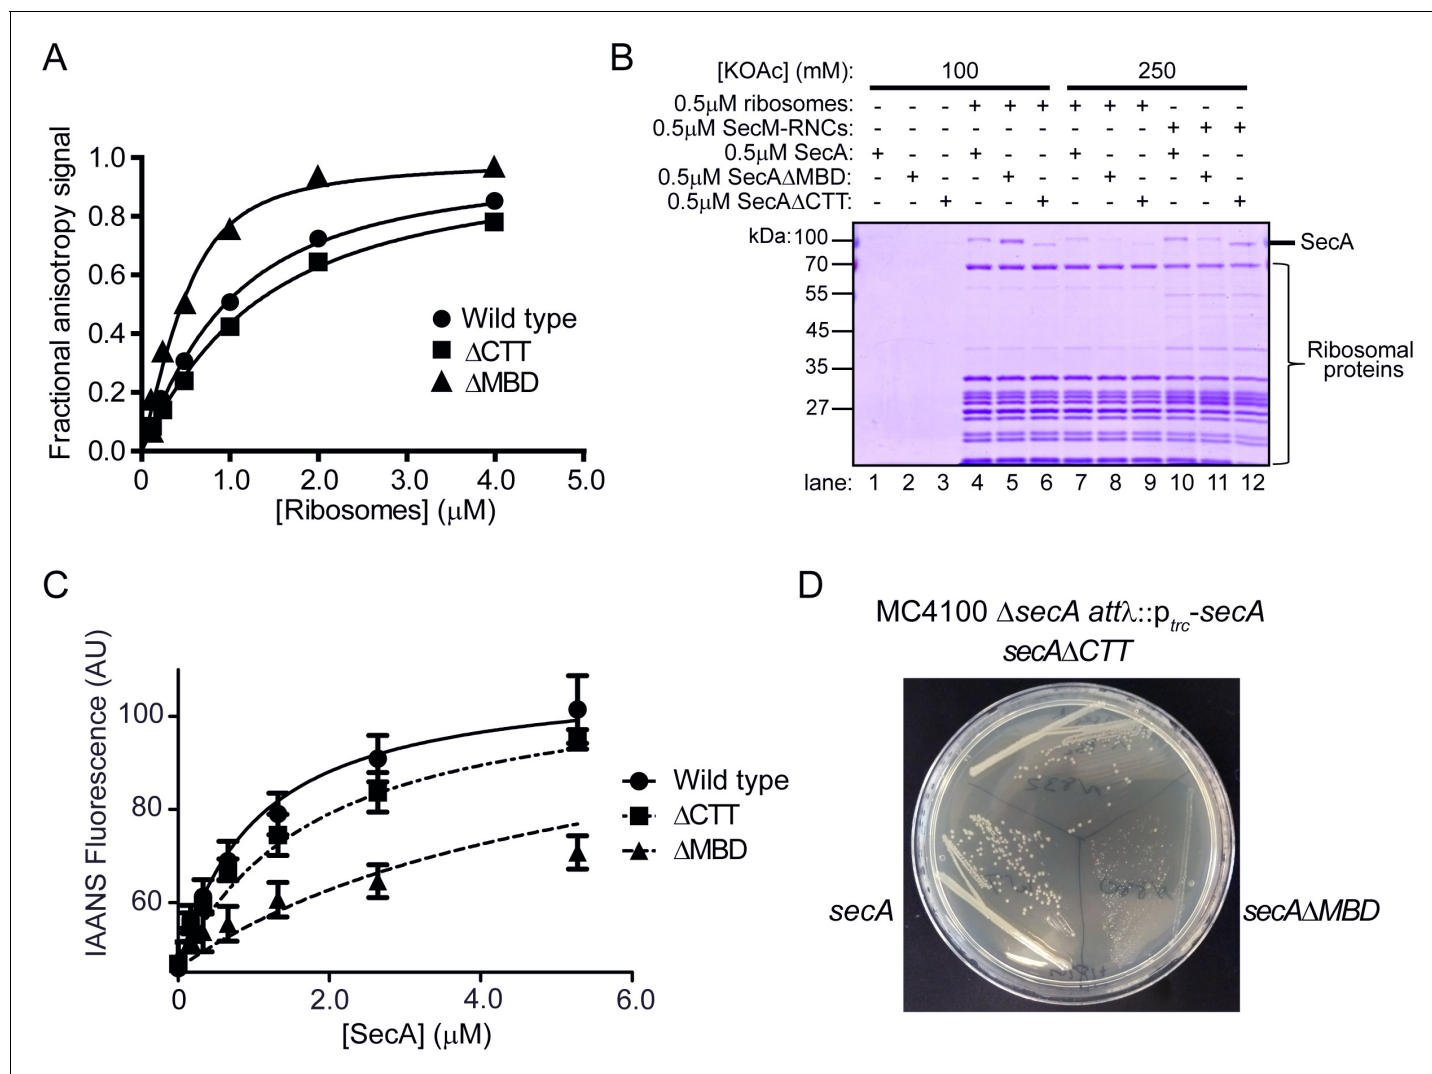 A
Fractional anisotropy signal
1.0
0.8
0.6
0.4
0.2
0.0
0 1.0 2.0 3.0 4.0 5.0
[Ribosomes] (μM)
Wild type
ΔCTT
ΔMBD
B
[KOAc] (mM): 100 250
0.5μM ribosomes: - - - + + + + + + - - -
0.5μM SecM-RNCs: - - - - - - - - - + + +
0.5μM SecA: + - - + - - + - - + - -
0.5μM SecAΔMBD: - + - - + - - + - - + -
0.5μM SecAΔCTT: - - + - - + - - + - - +
kDa: 100
70
55
45
35
27
SecA
Ribosomal
proteins
lane: 1 2 3 4 5 6 7 8 9 10 11 12
C
IAANS Fluorescence (AU)
100
80
60
0 2.0 4.0 6.0
[SecA] (μM)
Wild type
ΔCTT
ΔMBD
D
MC4100 ΔsecA attλ::ptrc-secA
secAΔCTT
secA
secAΔMBD